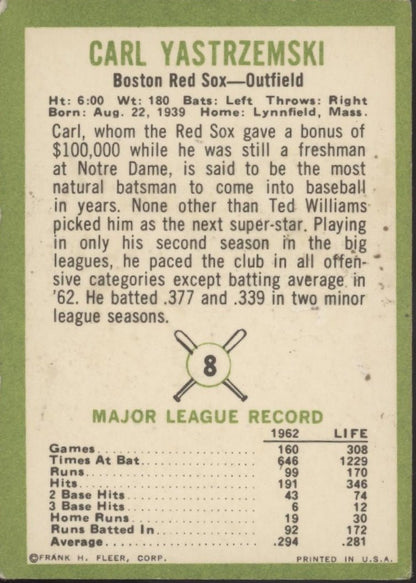 CARL YASTRZEMSKI
Boston Red Sox—Outfield
Ht: 6:00 Wt: 180 Bats: Left Throws: Right
Born: Aug. 22, 1939 Home: Lynnfield, Mass.
Carl, whom the Red Sox gave a bonus of
$100,000 while he was still a freshman
at Notre Dame, is said to be the most
natural batsman to come into baseball
in years. None other than Ted Williams
picked him as the next super-star. Playing
in only his second season in the big
leagues, he paced the club in all offen-
sive categories except batting average in
'62. He batted .377 and .339 in two minor
league seasons.
8
MAJOR LEAGUE RECORD
1962 LIFE
Games 160 308
Times At Bat 646 1229
Runs 99 170
Hits 191 346
2 Base Hits 43 74
3 Base Hits 6 12
Home Runs 19 30
Runs Batted In 92 172
Average .294 .281
©FRANK H. FLEER, CORP. PRINTED IN U.S.A.